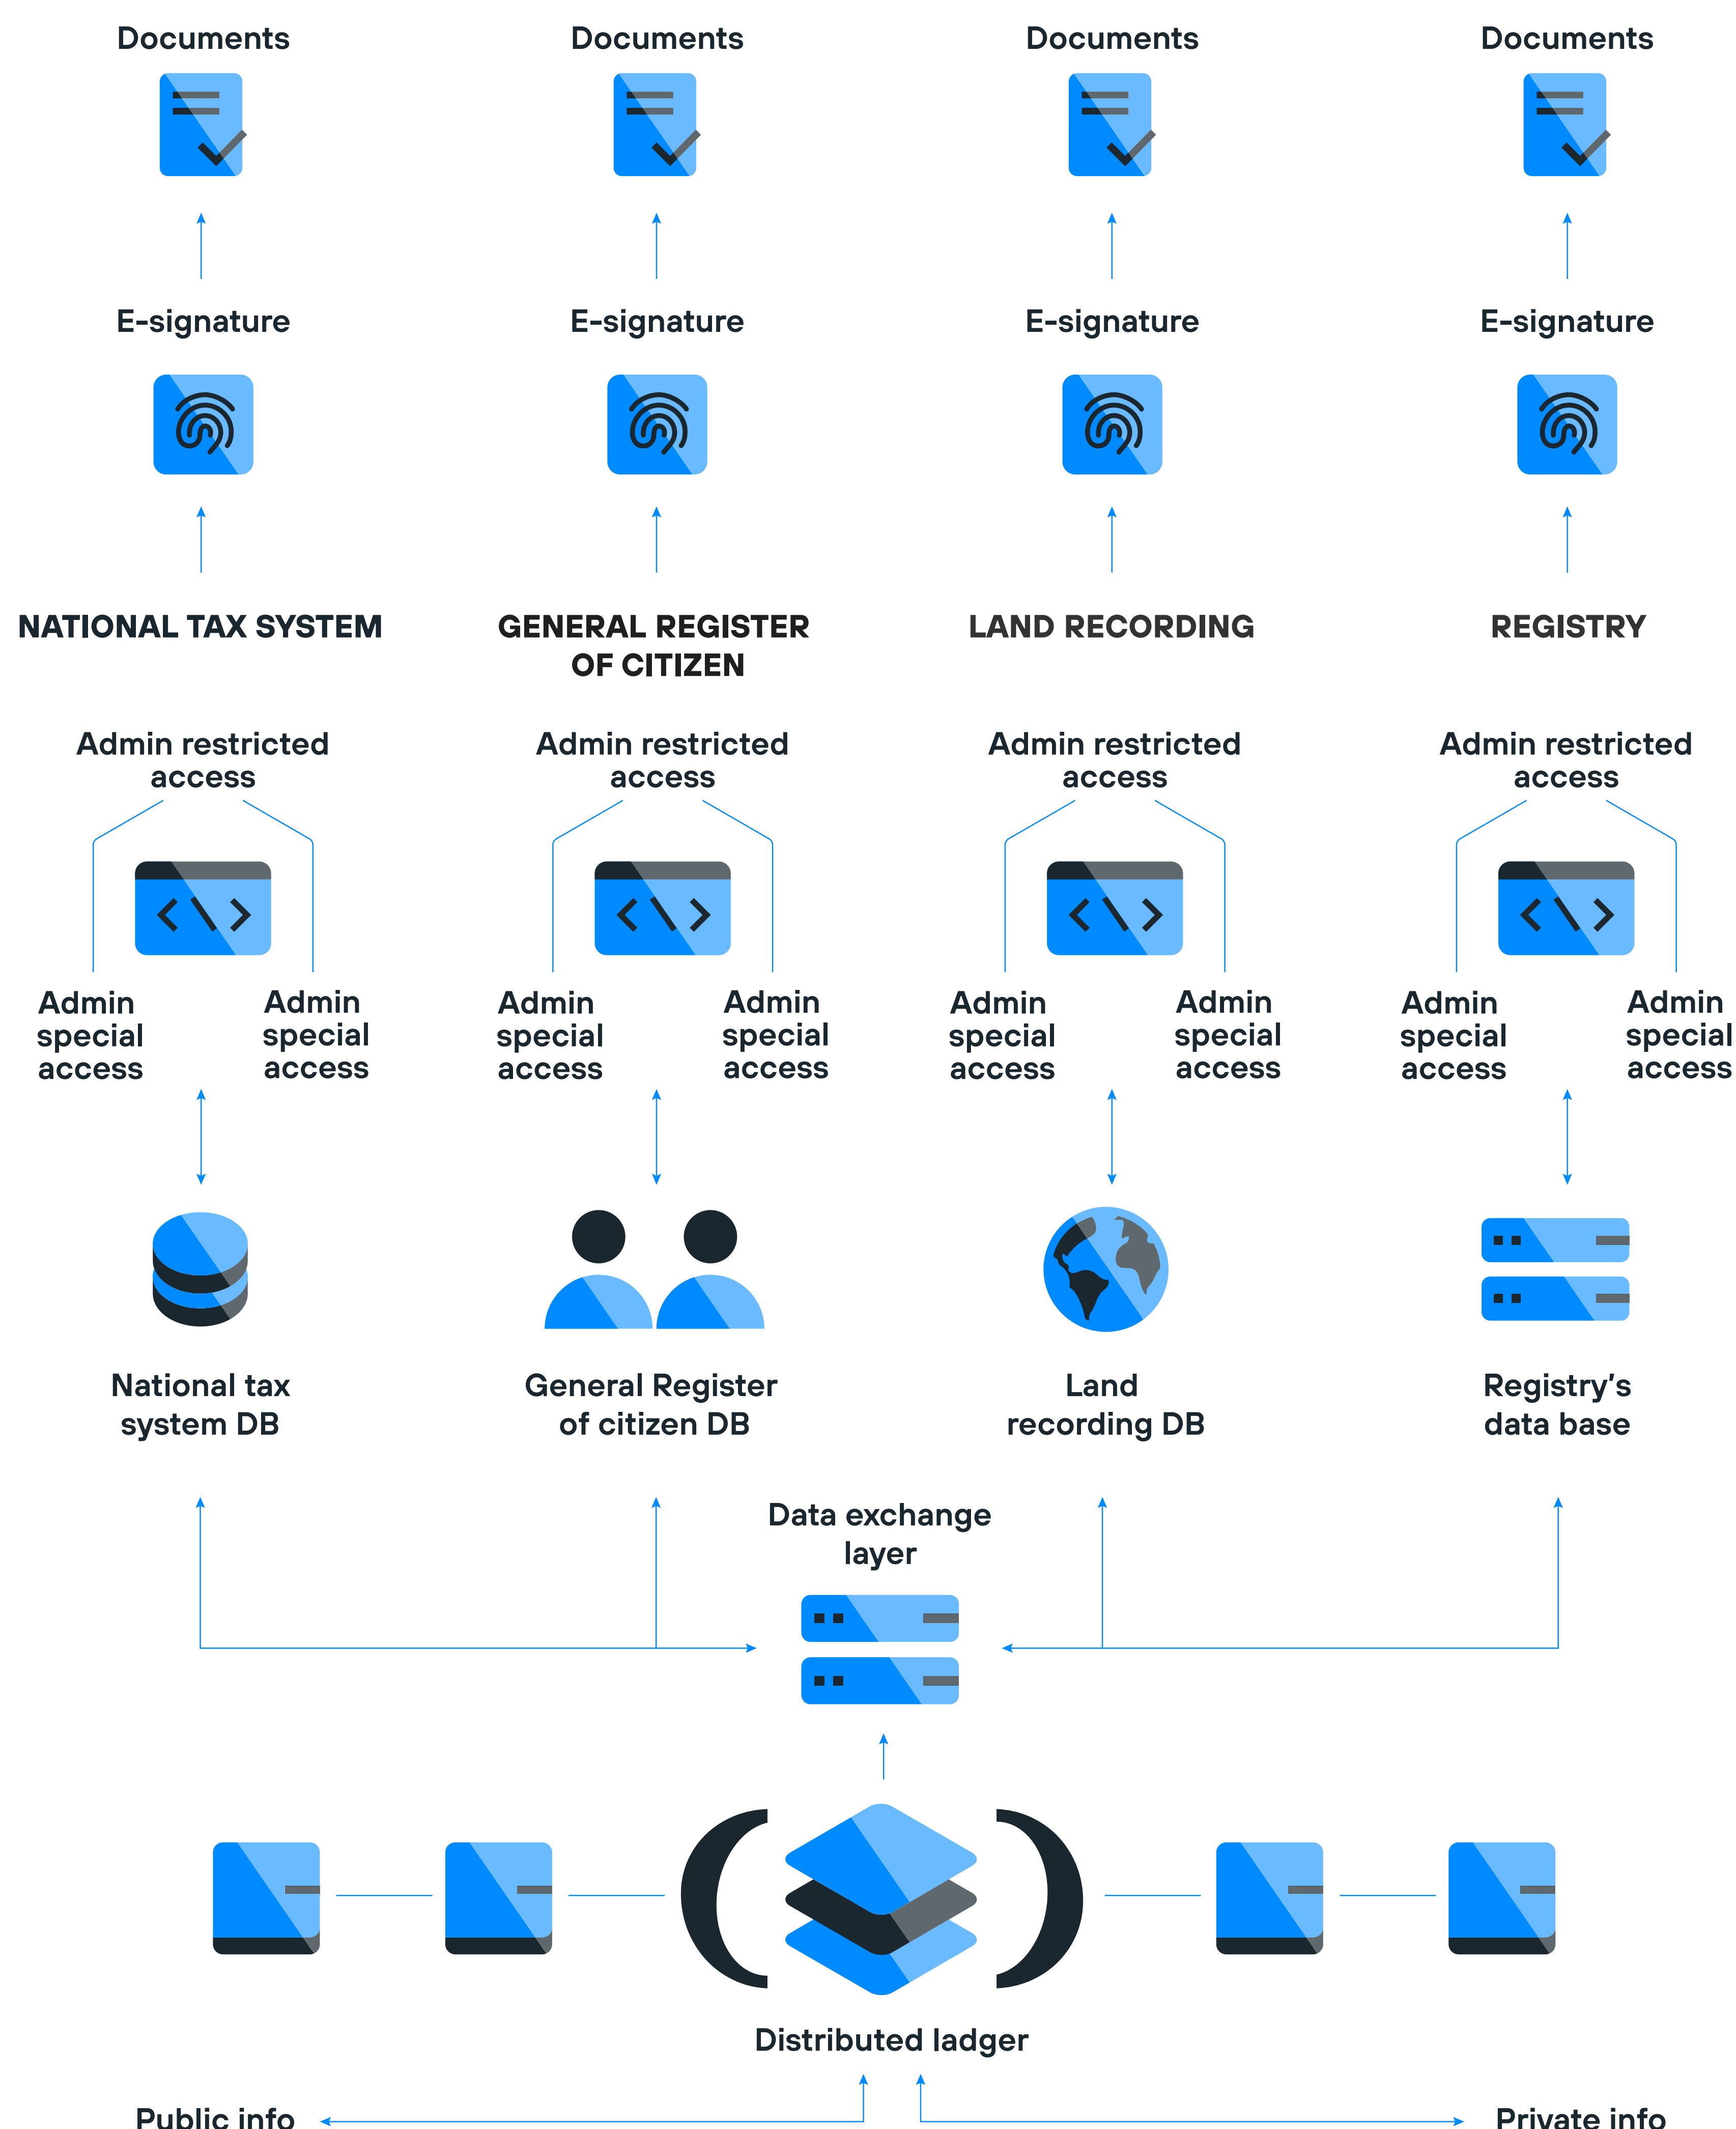 Documents
Documents
Documents
Documents
E-signature
E-signature
E-signature
E-signature
NATIONAL TAX SYSTEM
GENERAL REGISTER
OF CITIZEN
LAND RECORDING
REGISTRY
Admin restricted
access
Admin restricted
access
Admin restricted
access
Admin restricted
access
Admin
special
access
Admin
special
access
Admin
special
access
Admin
special
access
Admin
special
access
Admin
special
access
Admin
special
access
Admin
special
access
National tax
system DB
General Register
of citizen DB
Land
recording DB
Registry's
data base
Data exchange
layer
Distributed ladger
Public info
Private info